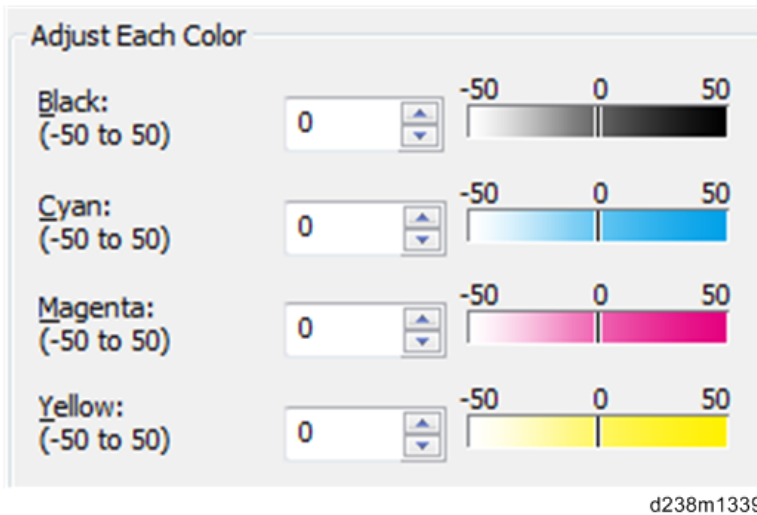 Adjust Each Color
Black:
(-50 to 50)
0
-50 0 50
Cyan:
(-50 to 50)
0
-50 0 50
Magenta:
(-50 to 50)
0
-50 0 50
Yellow:
(-50 to 50)
0
-50 0 50
d238m1339